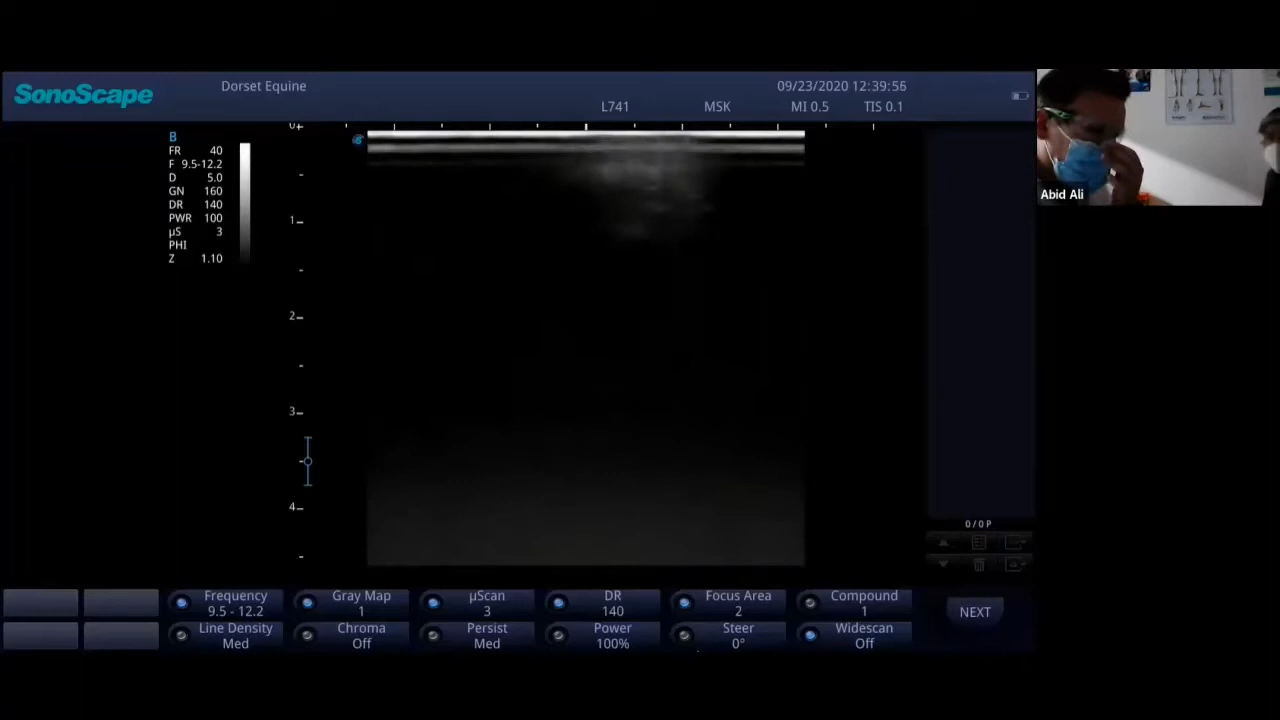 SonoScape
Dorset Equine
09/23/2020 12:39:56
L741
MSK
MI 0.5
TIS 0.1
B
FR 40
F 9.5-12.2
D 5.0
GN 160
DR 140
PWR 100
µS 3
PHI
Z 1.10
0
1
2
3
4
Abid Ali
0/0 P
Frequency
9.5 - 12.2
Gray Map
1
µScan
3
DR
140
Focus Area
2
Compound
1
NEXT
Line Density
Med
Chroma
Off
Persist
Med
Power
100%
Steer
0°
Widescan
Off